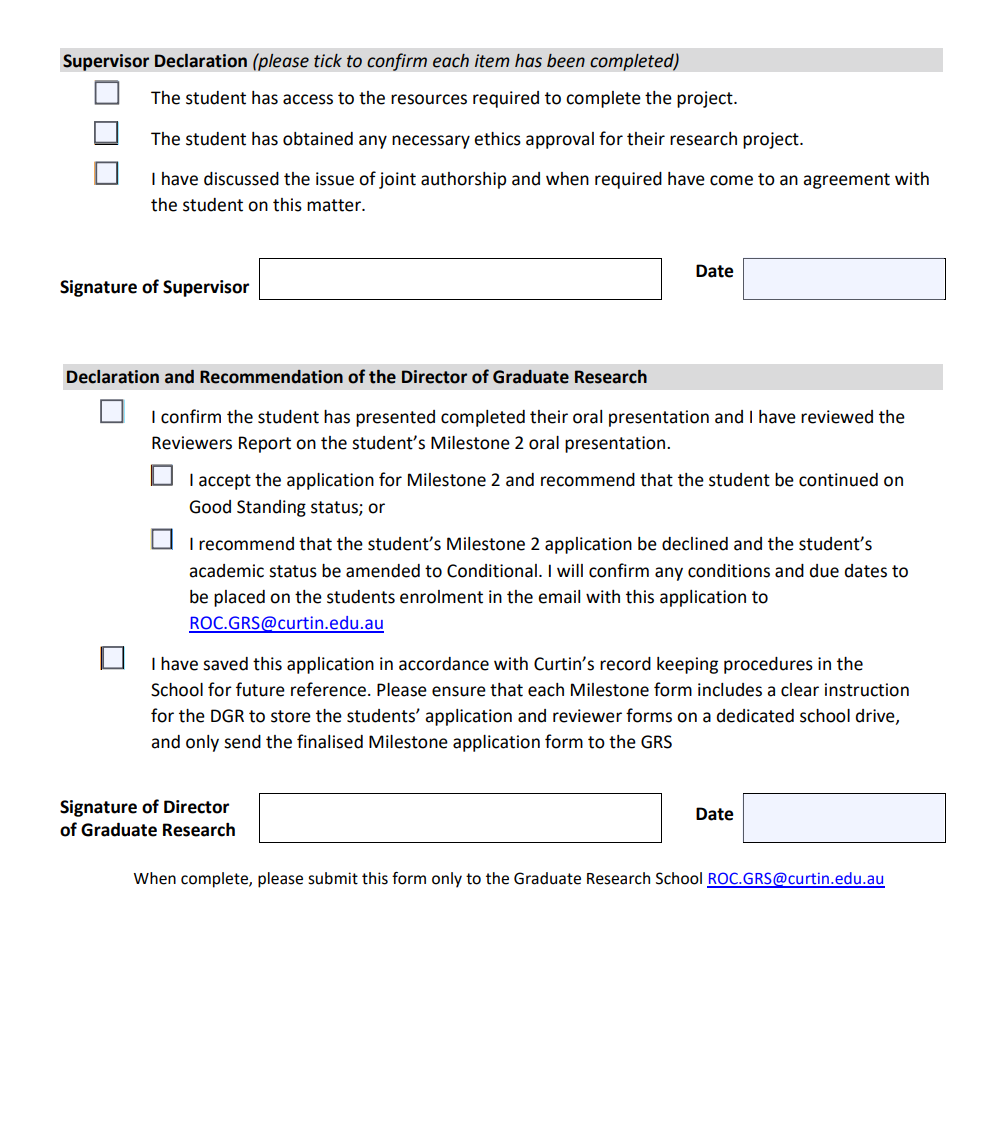 Supervisor Declaration (please tick to confirm each item has been completed)
The student has access to the resources required to complete the project.
The student has obtained any necessary ethics approval for their research project.
I have discussed the issue of joint authorship and when required have come to an agreement with
the student on this matter.
Signature of Supervisor
Date
Declaration and Recommendation of the Director of Graduate Research
I confirm the student has presented completed their oral presentation and I have reviewed the
Reviewers Report on the student’s Milestone 2 oral presentation.
I accept the application for Milestone 2 and recommend that the student be continued on
Good Standing status; or
I recommend that the student’s Milestone 2 application be declined and the student’s
academic status be amended to Conditional. I will confirm any conditions and due dates to
be placed on the students enrolment in the email with this application to
ROC.GRS@curtin.edu.au
I have saved this application in accordance with Curtin’s record keeping procedures in the
School for future reference. Please ensure that each Milestone form includes a clear instruction
for the DGR to store the students’ application and reviewer forms on a dedicated school drive,
and only send the finalised Milestone application form to the GRS
Signature of Director
of Graduate Research
Date
When complete, please submit this form only to the Graduate Research School ROC.GRS@curtin.edu.au